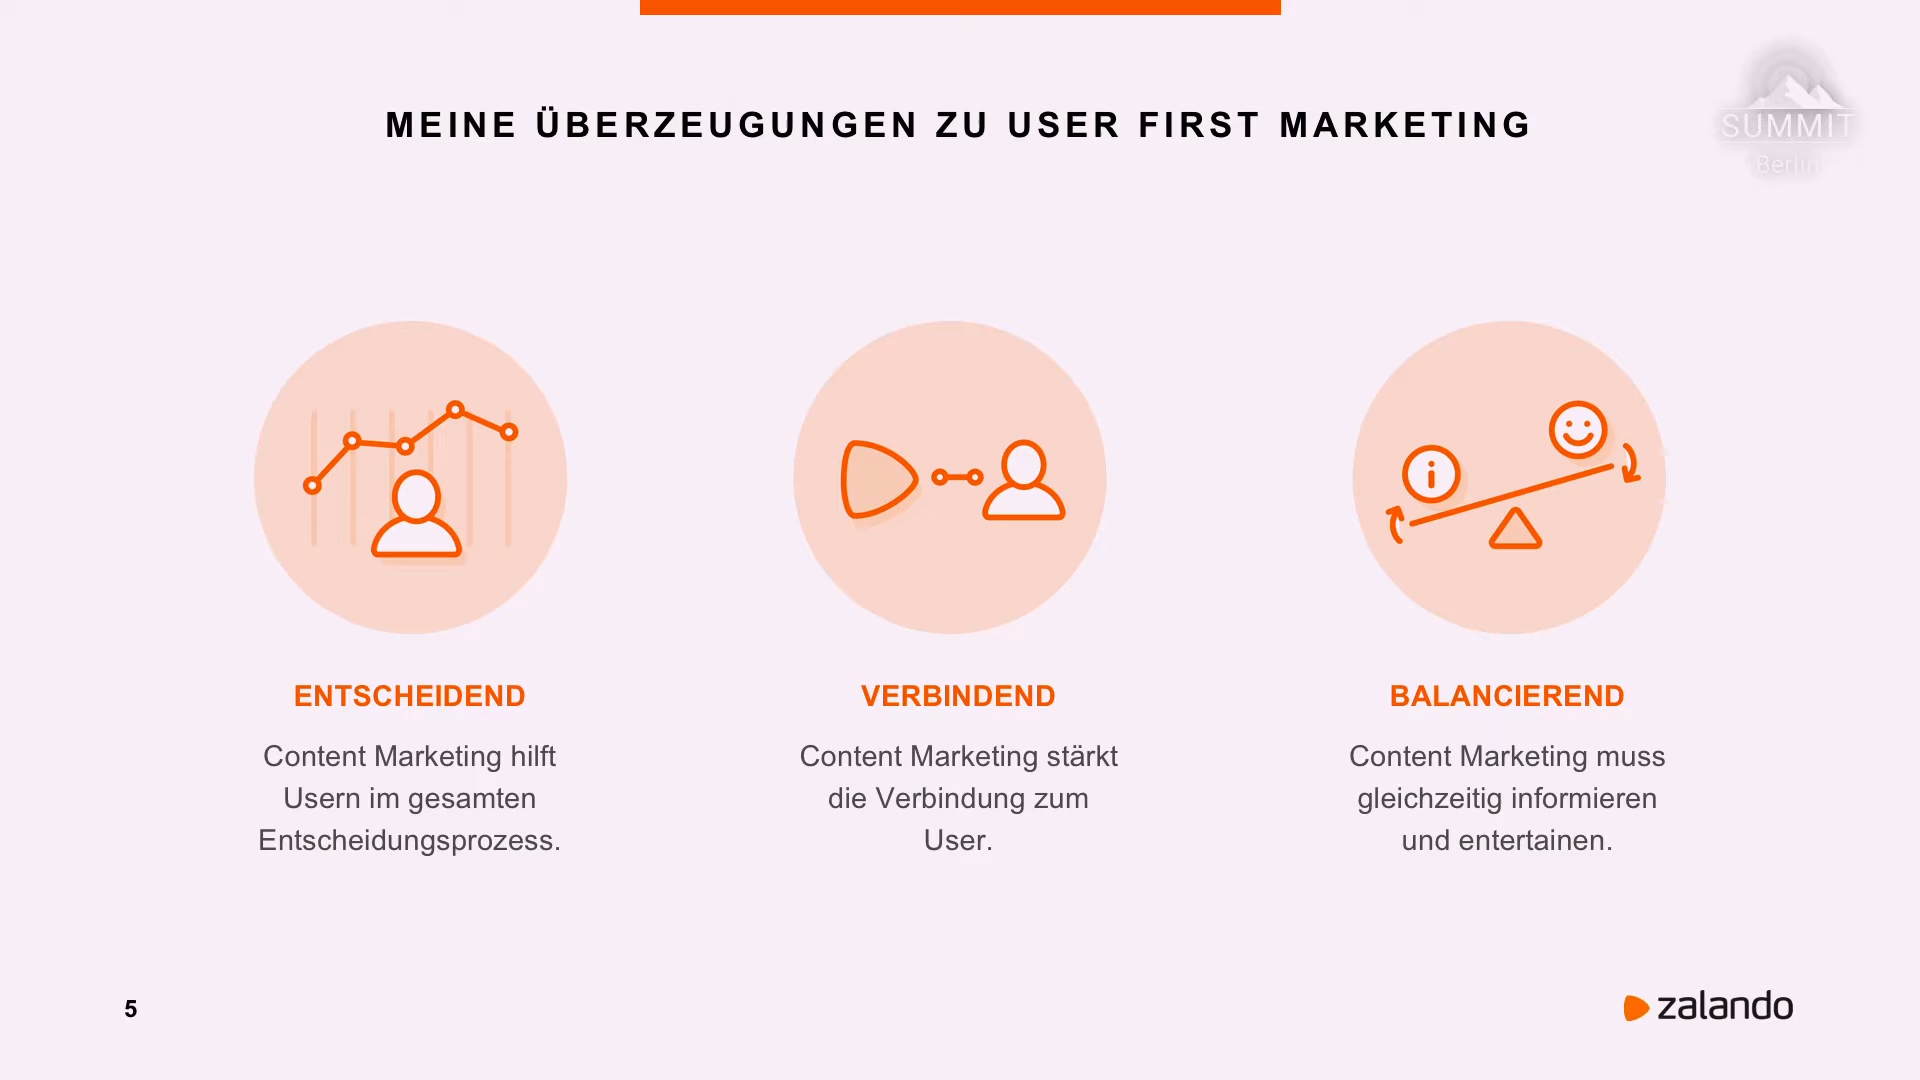 MEINE ÜBERZEUGUNGEN ZU USER FIRST MARKETING
SUMMIT
Berlin
ENTSCHEIDEND
Content Marketing hilft
Usern im gesamten
Entscheidungsprozess.
VERBINDEND
Content Marketing stärkt
die Verbindung zum
User.
BALANCIEREND
Content Marketing muss
gleichzeitig informieren
und entertainen.
5
zalando